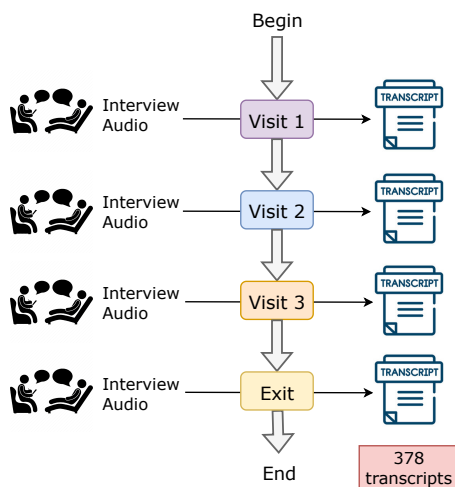 Begin
Interview
Audio
Visit 1
TRANSCRIPT
Interview
Audio
Visit 2
TRANSCRIPT
Interview
Audio
Visit 3
TRANSCRIPT
Interview
Audio
Exit
TRANSCRIPT
End
378
transcripts